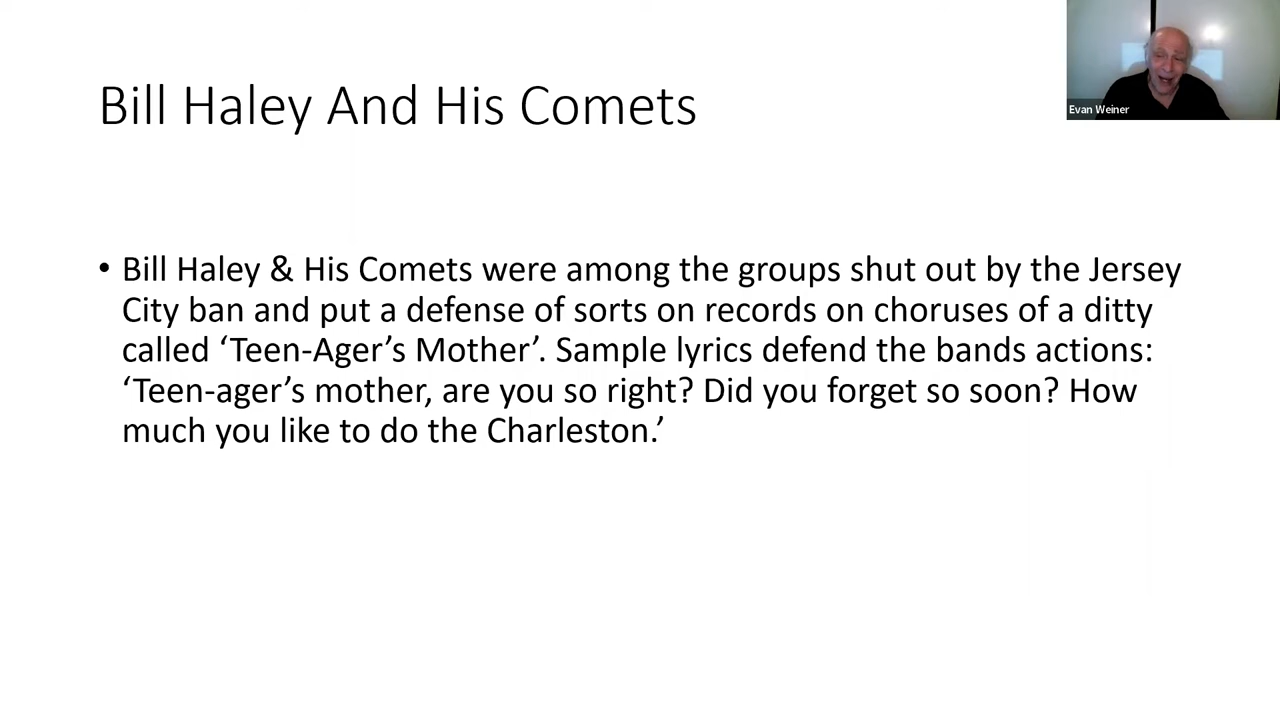 Bill Haley And His Comets
Evan Weiner
• Bill Haley & His Comets were among the groups shut out by the Jersey
City ban and put a defense of sorts on records on choruses of a ditty
called ‘Teen-Ager’s Mother’. Sample lyrics defend the bands actions:
‘Teen-ager’s mother, are you so right? Did you forget so soon? How
much you like to do the Charleston.’